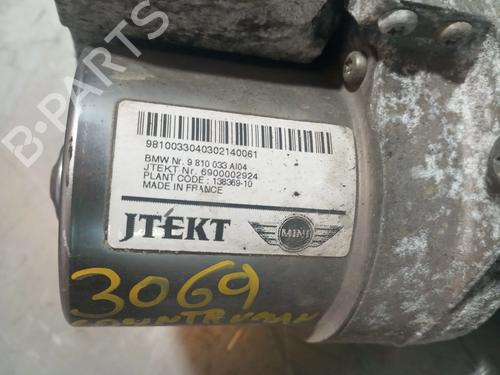 B-PARTS
9810033040302140061
BMW Nr. 9 810 033 AI04
JTEKT Nr. 6900002924
PLANT CODE : 138369-10
MADE IN FRANCE
JTEKT
MINI
3069
COUNTRYMAN